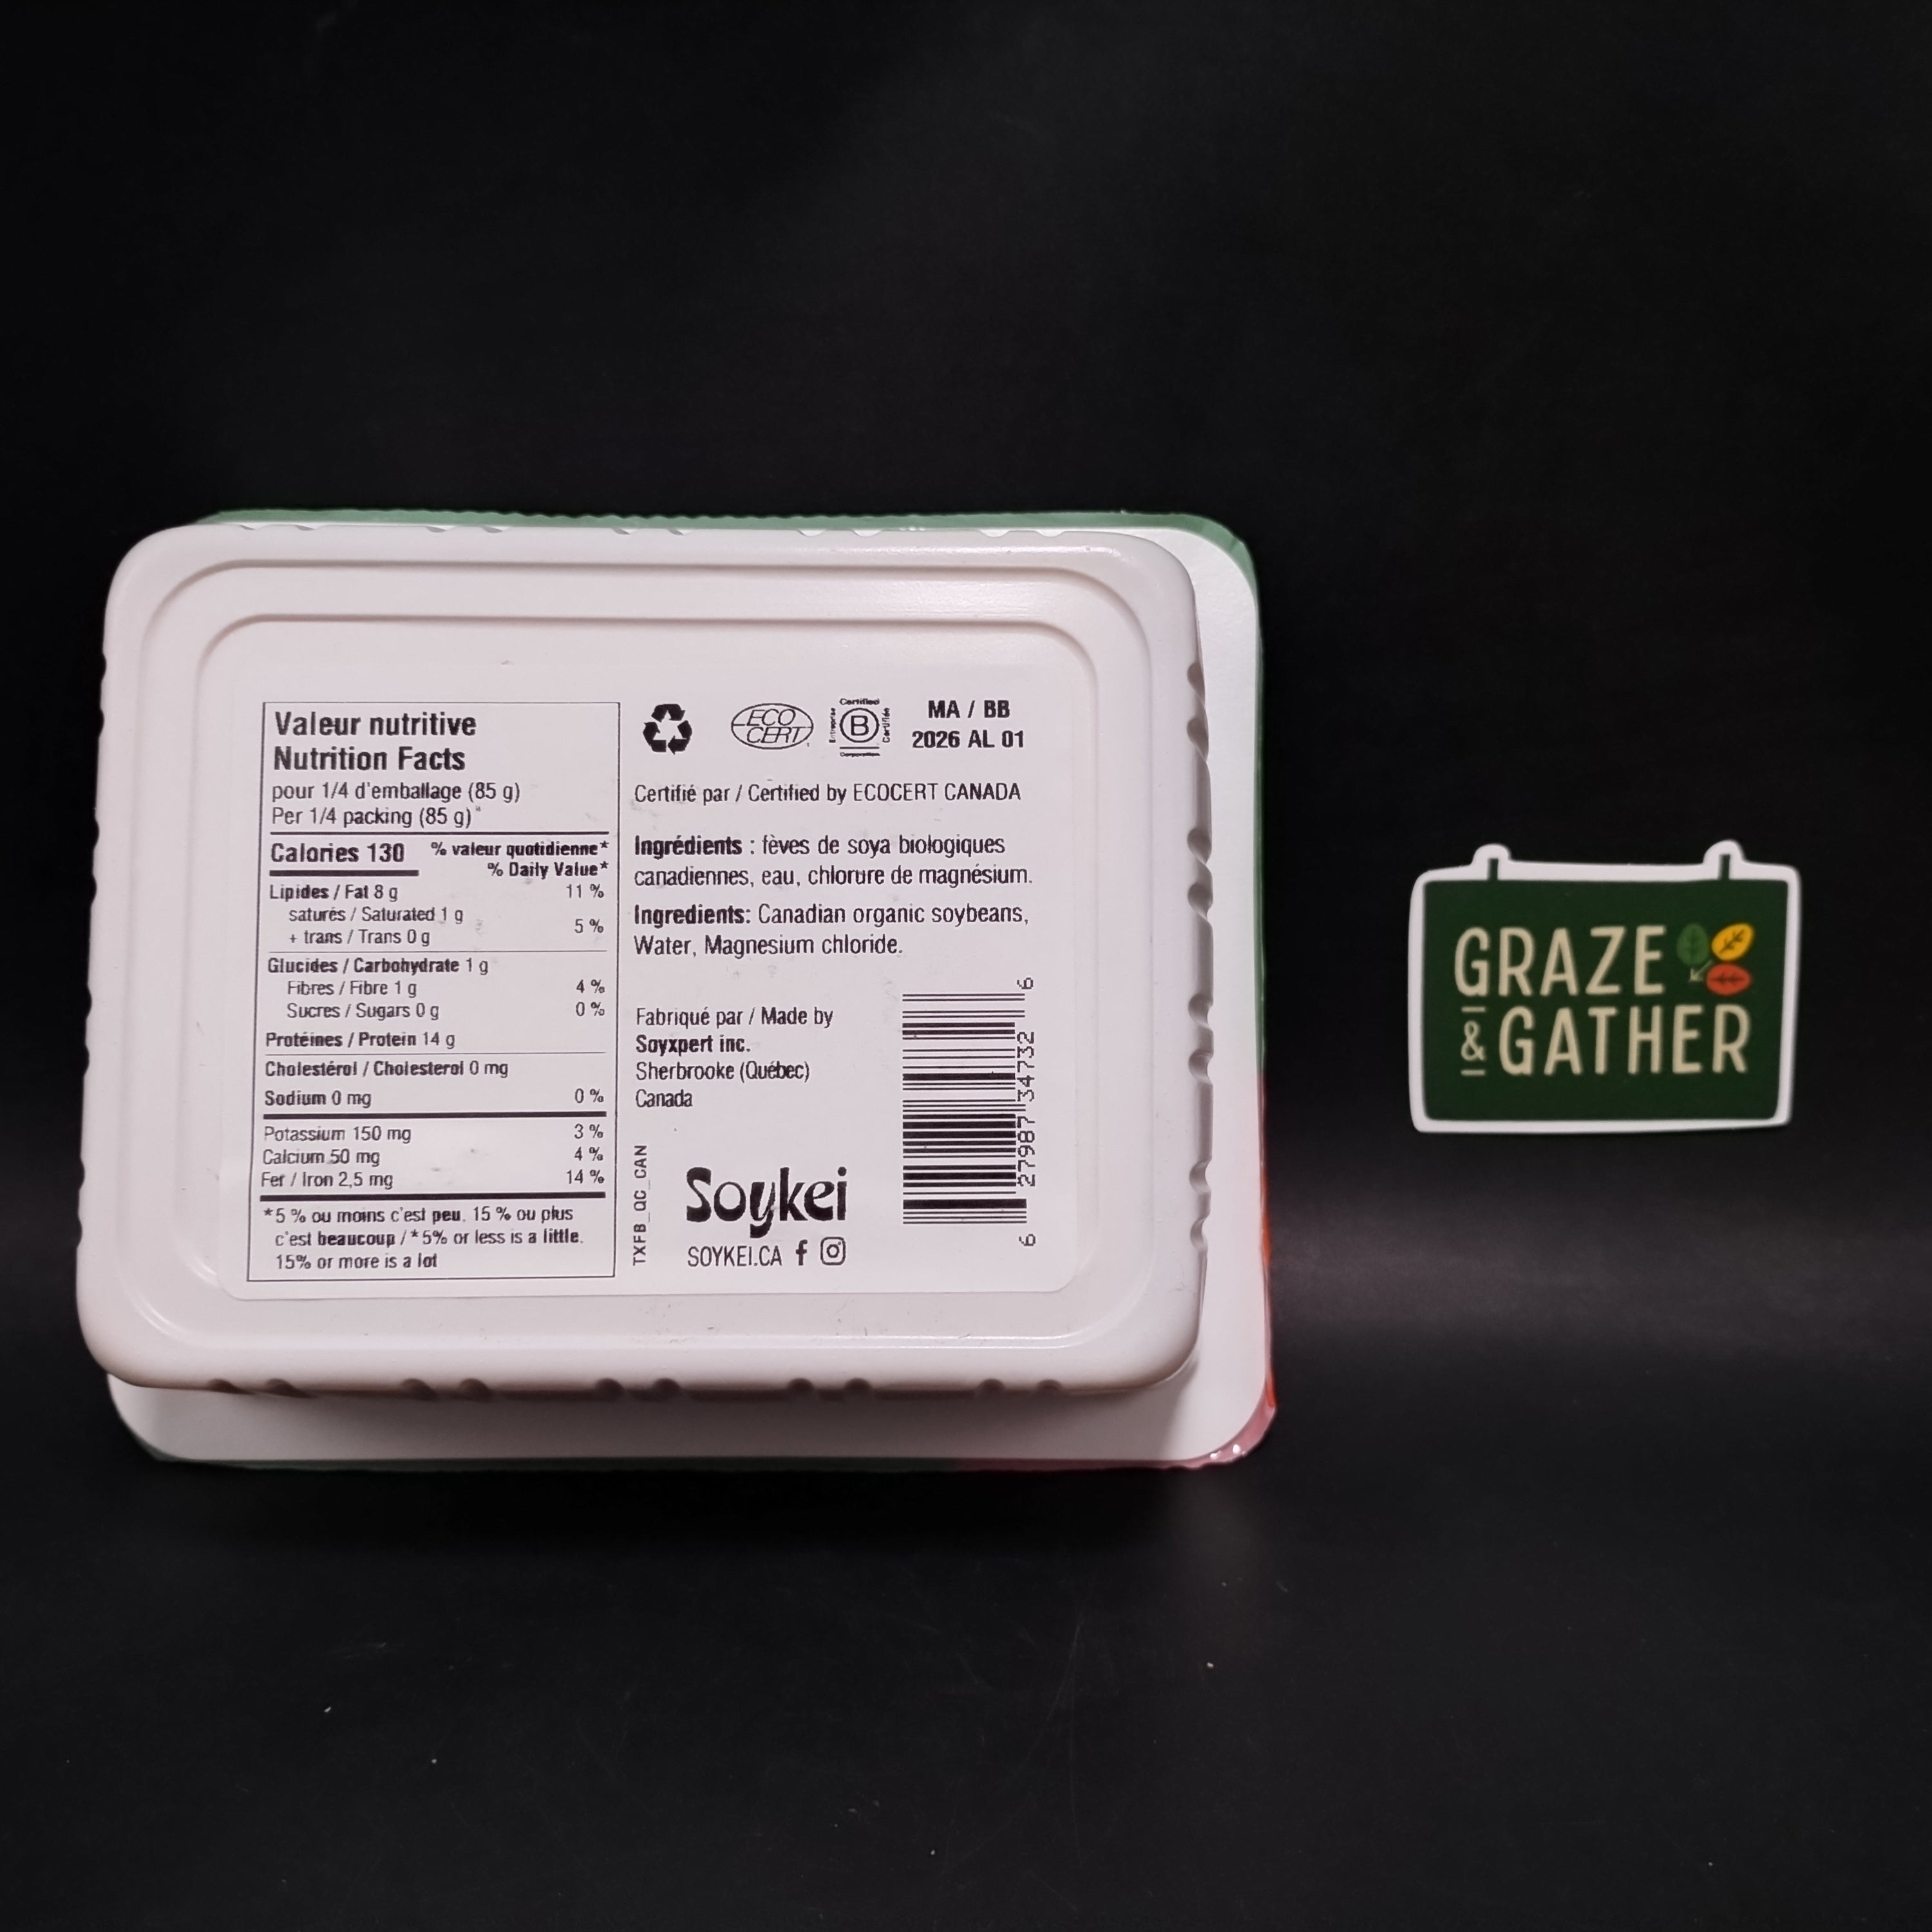 Valeur nutritive
Nutrition Facts
pour 1/4 d'emballage (85 g)
Per 1/4 packing (85 g)
Calories 130
% valeur quotidienne*
% Daily Value*
Lipides / Fat 8 g 11 %
saturés / Saturated 1 g
+ trans / Trans 0 g 5 %
Glucides / Carbohydrate 1 g
Fibres / Fibre 1 g 4 %
Sucres / Sugars 0 g 0 %
Protéines / Protein 14 g
Cholestérol / Cholesterol 0 mg
Sodium 0 mg 0 %
Potassium 150 mg 3 %
Calcium 50 mg 4 %
Fer / Iron 2,5 mg 14 %
*5 % ou moins c'est peu, 15 % ou plus
c'est beaucoup / *5% or less is a little.
15% or more is a lot
ECO
CERT
Certified
Entreprise
B
Certifiée
Corporation
MA / BB
2026 AL 01
Certifié par / Certified by ECOCERT CANADA
Ingrédients : fèves de soya biologiques
canadiennes, eau, chlorure de magnésium.
Ingredients: Canadian organic soybeans,
Water, Magnesium chloride.
Fabriqué par / Made by
Soyxpert inc.
Sherbrooke (Québec)
Canada
TXFB_QC_CAN
Soykei
SOYKEI.CA
6 27987 34732 6
GRAZE
& GATHER